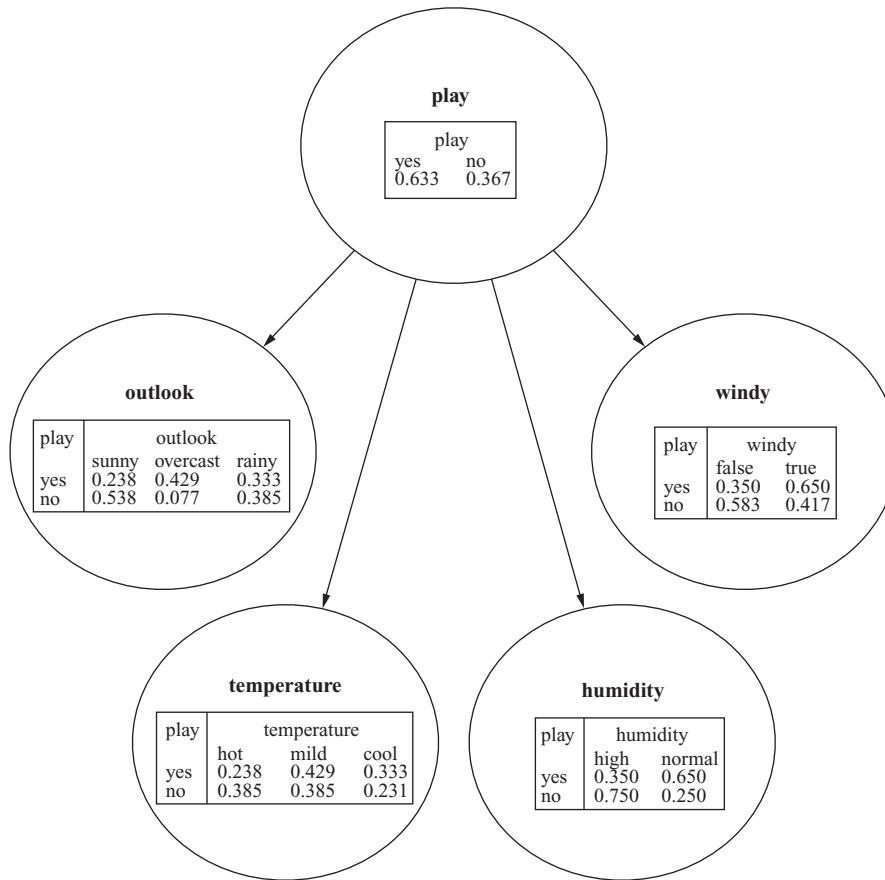 play
play
yes no
0.633 0.367
outlook
play outlook
sunny overcast rainy
yes 0.238 0.429 0.333
no 0.538 0.077 0.385
windy
play windy
false true
yes 0.350 0.650
no 0.583 0.417
temperature
play temperature
hot mild cool
yes 0.238 0.429 0.333
no 0.385 0.385 0.231
humidity
play humidity
high normal
yes 0.350 0.650
no 0.750 0.250